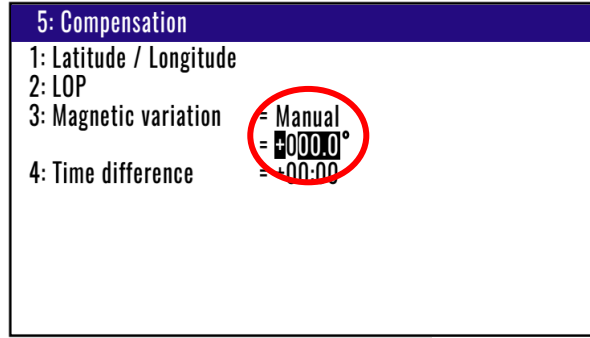 5: Compensation
1: Latitude / Longitude
2: LOP
3: Magnetic variation = Manual
= +000.0°
4: Time difference = +00:00